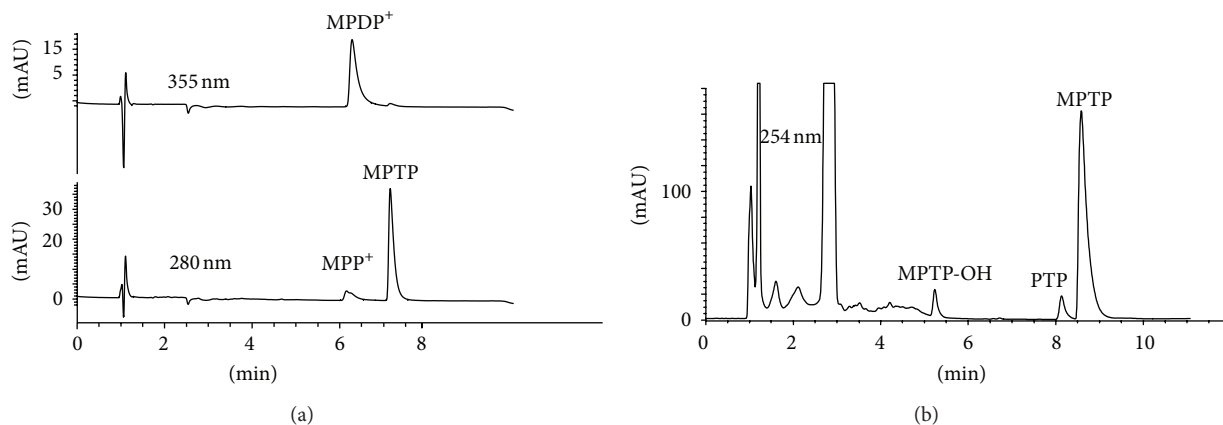 MPDP+
15
5
(mAU)
355 nm
MPTP
30
20
0
(mAU)
280 nm
MPP+
0 2 4 6 8
(min)
(a)
MPTP
254 nm
100
(mAU)
MPTP-OH
PTP
0
0 2 4 6 8 10
(min)
(b)